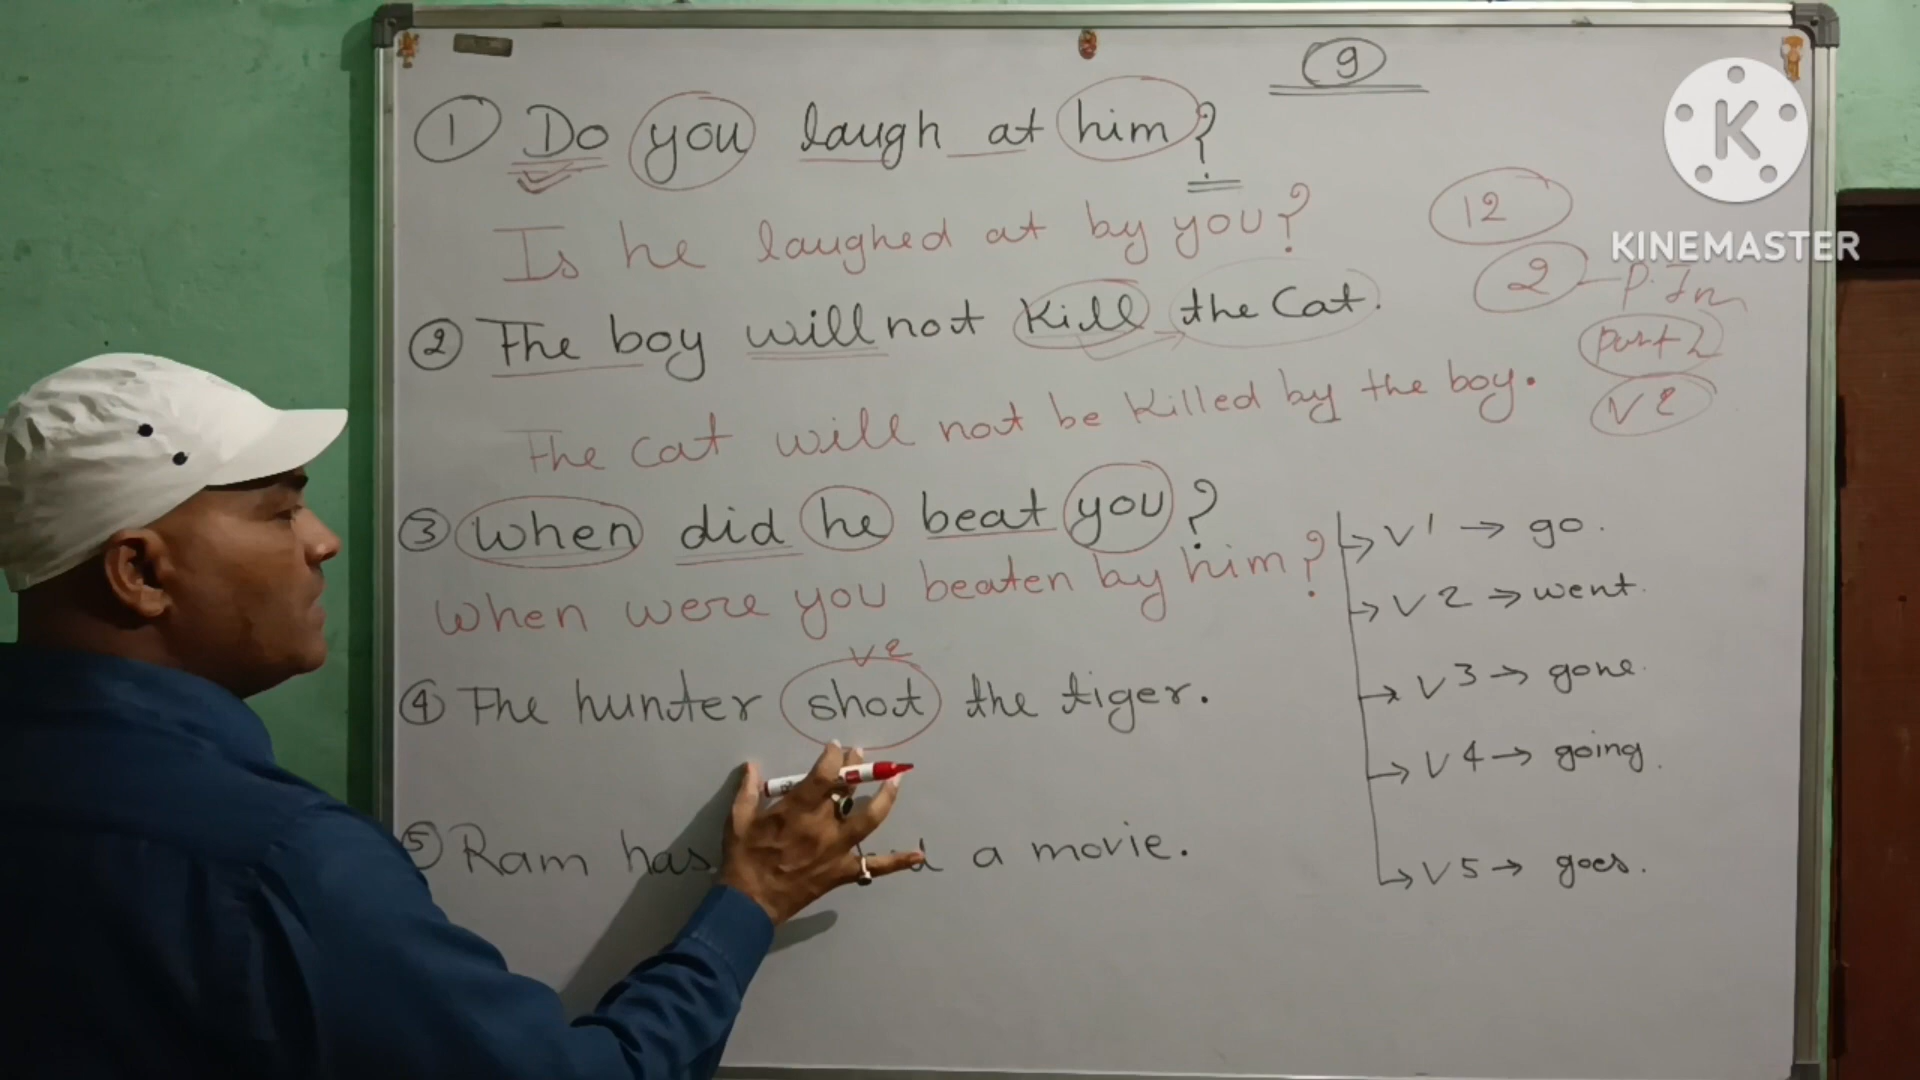 9
① Do you laugh at him?
Is he laughed at by you?
② The boy will not kill the Cat.
The cat will not be killed by the boy.
③ When did he beat you?
When were you beaten by him?
V2
④ The hunter shot the tiger.
⑤ Ram has a movie.
12
2 - P. In
Part 2
V2
V1 → go.
V2 → went.
V3 → gone.
V4 → going.
V5 → goes.
K
KINEMASTER